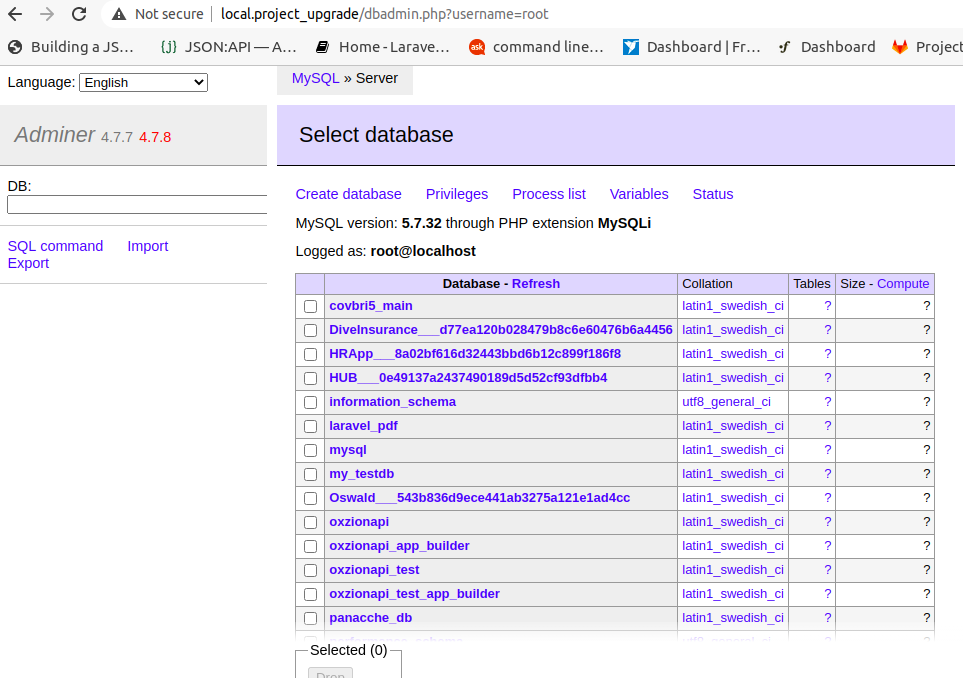 Not secure | local.project_upgrade/dbadmin.php?username=root
Building a JS... JSON:API — A... Home - Larave... ask command line... Dashboard | Fr... Dashboard Project
Language: English
MySQL » Server
Adminer 4.7.7 4.7.8
Select database
DB:
SQL command Import
Export
Create database Privileges Process list Variables Status
MySQL version: 5.7.32 through PHP extension MySQLi
Logged as: root@localhost
Database - Refresh Collation Tables Size - Compute
covbri5_main latin1_swedish_ci ? ?
DiveInsurance___d77ea120b028479b8c6e60476b6a4456 latin1_swedish_ci ? ?
HRApp___8a02bf616d32443bbd6b12c899f186f8 latin1_swedish_ci ? ?
HUB___0e49137a2437490189d5d52cf93dfbb4 latin1_swedish_ci ? ?
information_schema utf8_general_ci ? ?
laravel_pdf latin1_swedish_ci ? ?
mysql latin1_swedish_ci ? ?
my_testdb latin1_swedish_ci ? ?
Oswald___543b836d9ece441ab3275a121e1ad4cc latin1_swedish_ci ? ?
oxzionapi latin1_swedish_ci ? ?
oxzionapi_app_builder latin1_swedish_ci ? ?
oxzionapi_test latin1_swedish_ci ? ?
oxzionapi_test_app_builder latin1_swedish_ci ? ?
panacche_db latin1_swedish_ci ? ?
performance_schema utf8_general_ci ? ?
Selected (0)
Drop